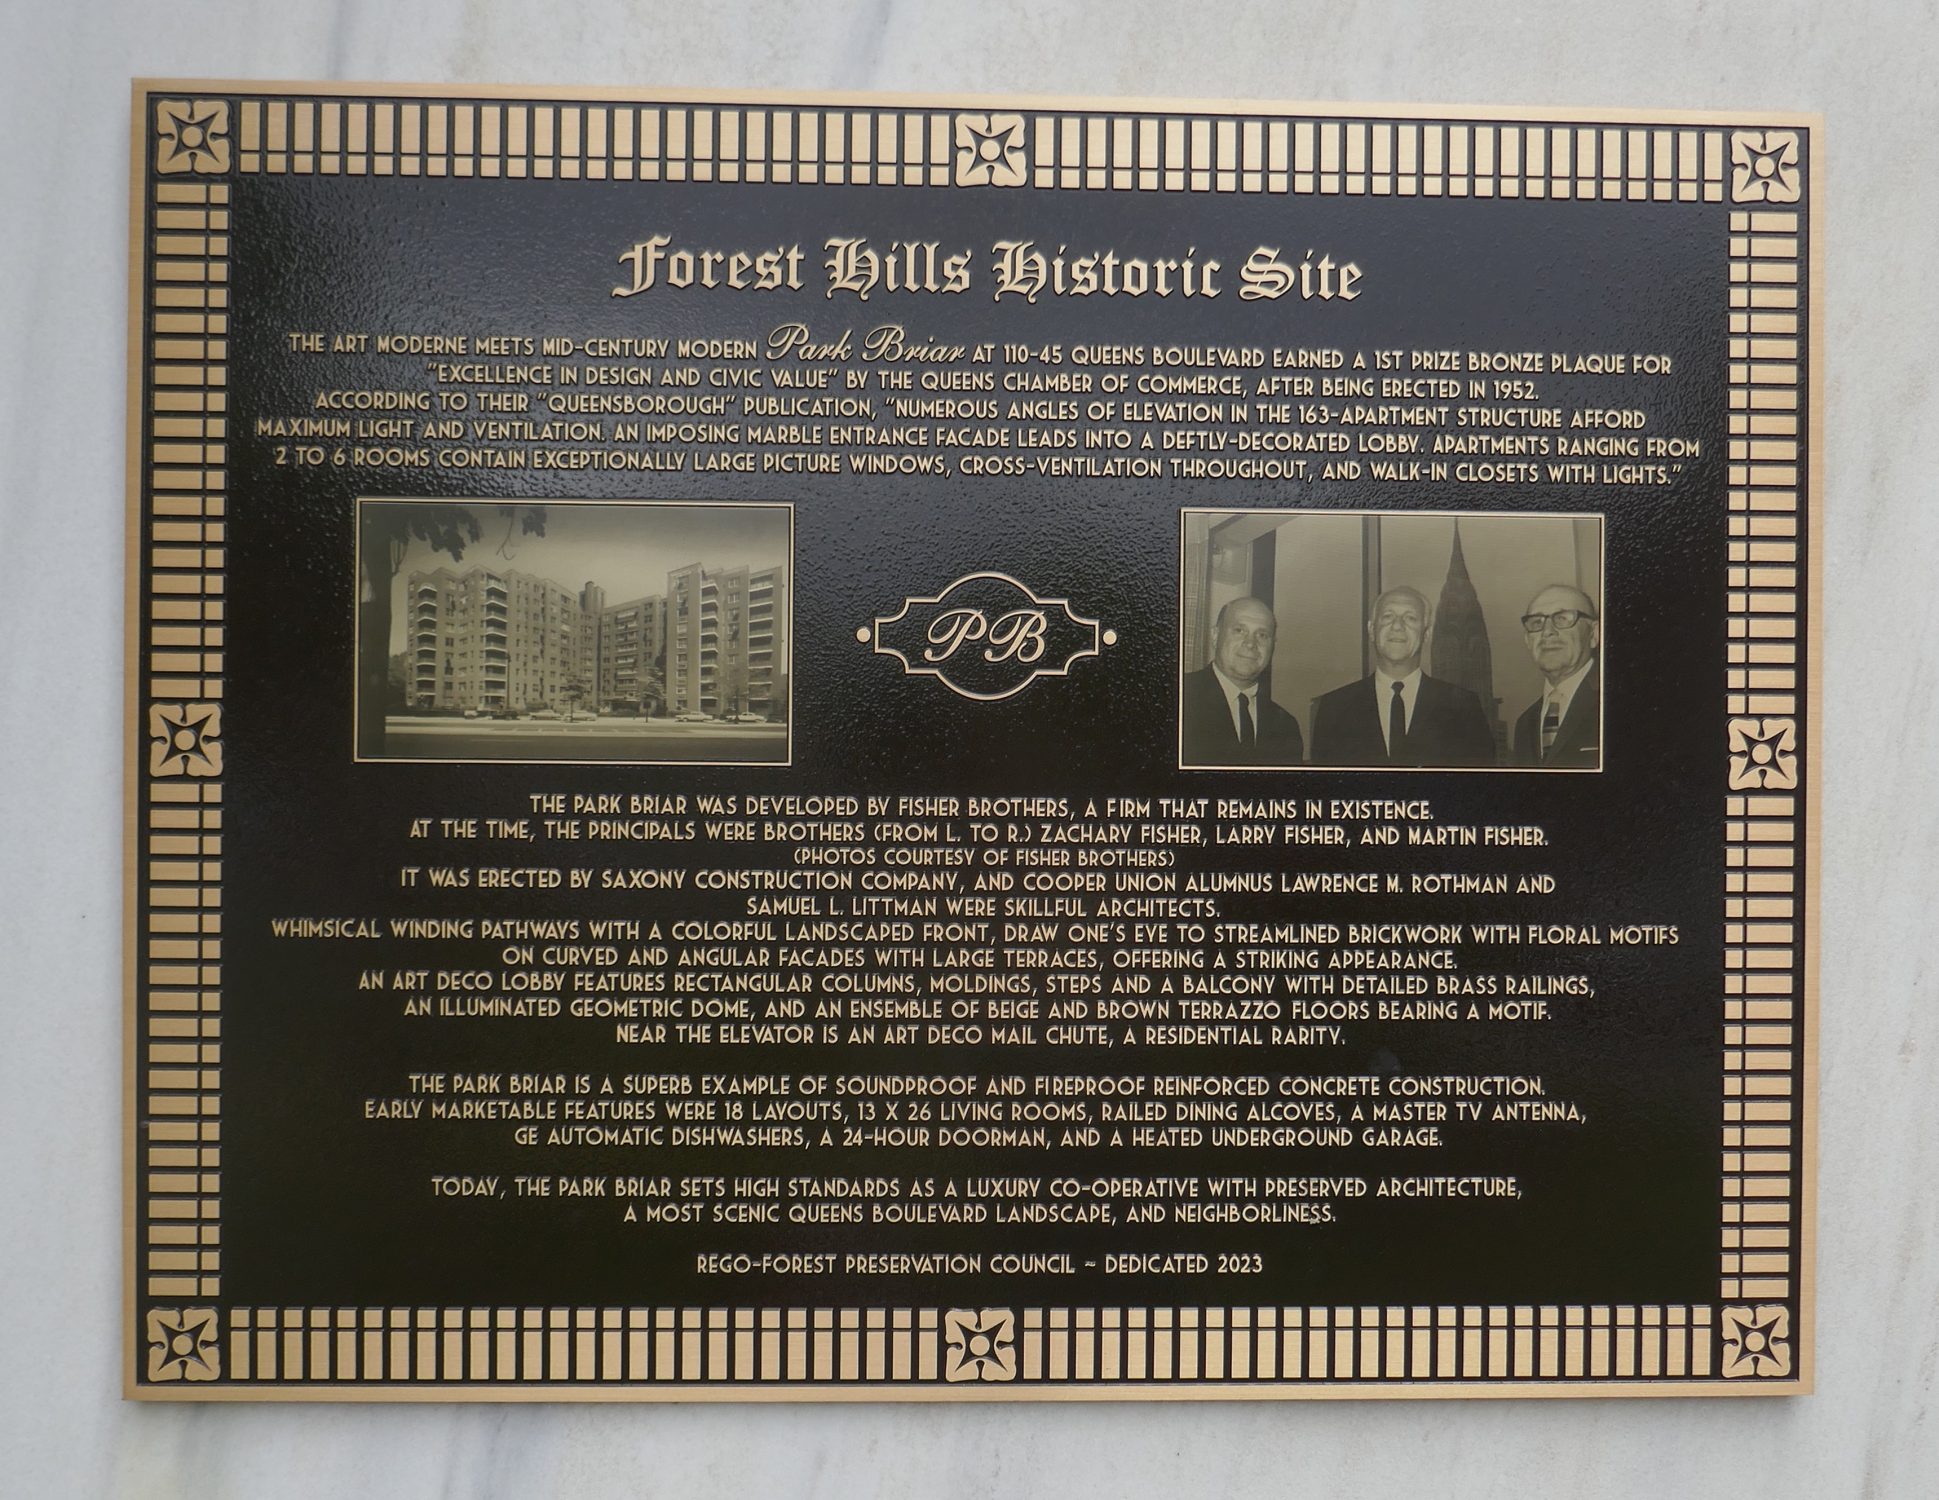 Forest Hills Historic Site
THE ART MODERNE MEETS MID-CENTURY MODERN Park Briar AT 110-45 QUEENS BOULEVARD EARNED A 1ST PRIZE BRONZE PLAQUE FOR
"EXCELLENCE IN DESIGN AND CIVIC VALUE" BY THE QUEENS CHAMBER OF COMMERCE, AFTER BEING ERECTED IN 1952.
ACCORDING TO THEIR "QUEENSBOROUGH" PUBLICATION, "NUMEROUS ANGLES OF ELEVATION IN THE 163-APARTMENT STRUCTURE AFFORD
MAXIMUM LIGHT AND VENTILATION. AN IMPOSING MARBLE ENTRANCE FACADE LEADS INTO A DEFTLY-DECORATED LOBBY. APARTMENTS RANGING FROM
2 TO 6 ROOMS CONTAIN EXCEPTIONALLY LARGE PICTURE WINDOWS, CROSS-VENTILATION THROUGHOUT, AND WALK-IN CLOSETS WITH LIGHTS."
PB
THE PARK BRIAR WAS DEVELOPED BY FISHER BROTHERS, A FIRM THAT REMAINS IN EXISTENCE.
AT THE TIME, THE PRINCIPALS WERE BROTHERS (FROM L. TO R.) ZACHARY FISHER, LARRY FISHER, AND MARTIN FISHER.
(PHOTOS COURTESY OF FISHER BROTHERS)
IT WAS ERECTED BY SAXONY CONSTRUCTION COMPANY, AND COOPER UNION ALUMNUS LAWRENCE M. ROTHMAN AND
SAMUEL L. LITTMAN WERE SKILLFUL ARCHITECTS.
WHIMSICAL WINDING PATHWAYS WITH A COLORFUL LANDSCAPED FRONT, DRAW ONE'S EYE TO STREAMLINED BRICKWORK WITH FLORAL MOTIFS
ON CURVED AND ANGULAR FACADES WITH LARGE TERRACES, OFFERING A STRIKING APPEARANCE.
AN ART DECO LOBBY FEATURES RECTANGULAR COLUMNS, MOLDINGS, STEPS AND A BALCONY WITH DETAILED BRASS RAILINGS,
AN ILLUMINATED GEOMETRIC DOME, AND AN ENSEMBLE OF BEIGE AND BROWN TERRAZZO FLOORS BEARING A MOTIF.
NEAR THE ELEVATOR IS AN ART DECO MAIL CHUTE, A RESIDENTIAL RARITY.
THE PARK BRIAR IS A SUPERB EXAMPLE OF SOUNDPROOF AND FIREPROOF REINFORCED CONCRETE CONSTRUCTION.
EARLY MARKETABLE FEATURES WERE 18 LAYOUTS, 13 X 26 LIVING ROOMS, RAILED DINING ALCOVES, A MASTER TV ANTENNA,
GE AUTOMATIC DISHWASHERS, A 24-HOUR DOORMAN, AND A HEATED UNDERGROUND GARAGE.
TODAY, THE PARK BRIAR SETS HIGH STANDARDS AS A LUXURY CO-OPERATIVE WITH PRESERVED ARCHITECTURE,
A MOST SCENIC QUEENS BOULEVARD LANDSCAPE, AND NEIGHBORLINESS.
REGO-FOREST PRESERVATION COUNCIL ~ DEDICATED 2023